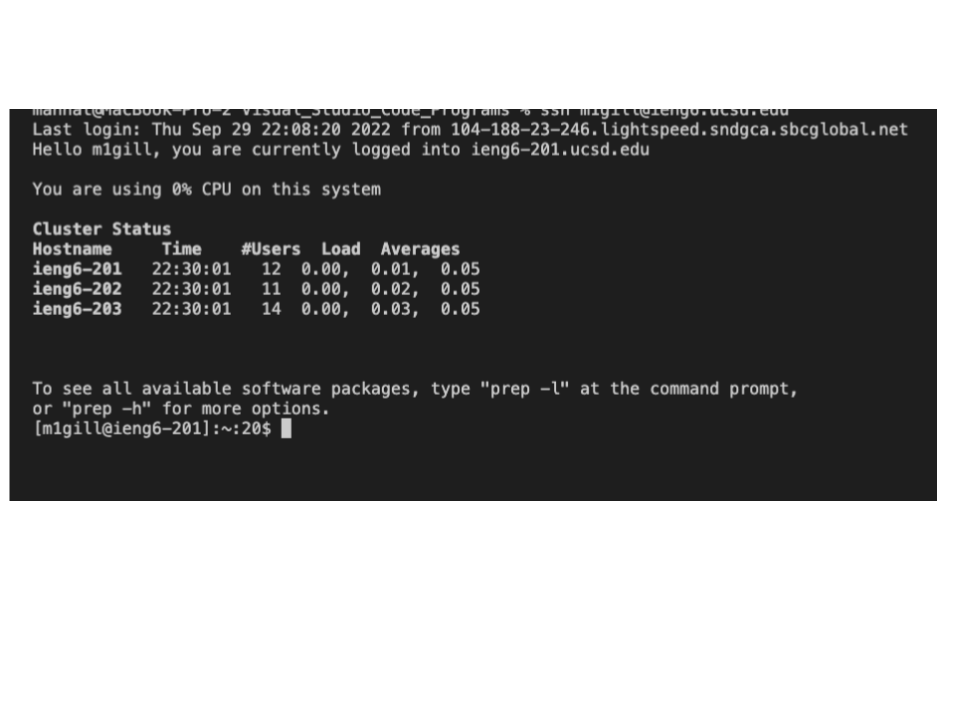 manhal@MacBook-Pro-2 Visual_Studio_Code_Programs % ssh m1gill@ieng6.ucsd.edu
Last login: Thu Sep 29 22:08:20 2022 from 104-188-23-246.lightspeed.sndgca.sbcglobal.net
Hello m1gill, you are currently logged into ieng6-201.ucsd.edu
You are using 0% CPU on this system
Cluster Status
Hostname Time #Users Load Averages
ieng6-201 22:30:01 12 0.00, 0.01, 0.05
ieng6-202 22:30:01 11 0.00, 0.02, 0.05
ieng6-203 22:30:01 14 0.00, 0.03, 0.05
To see all available software packages, type "prep -l" at the command prompt,
or "prep -h" for more options.
[m1gill@ieng6-201]:~:20$